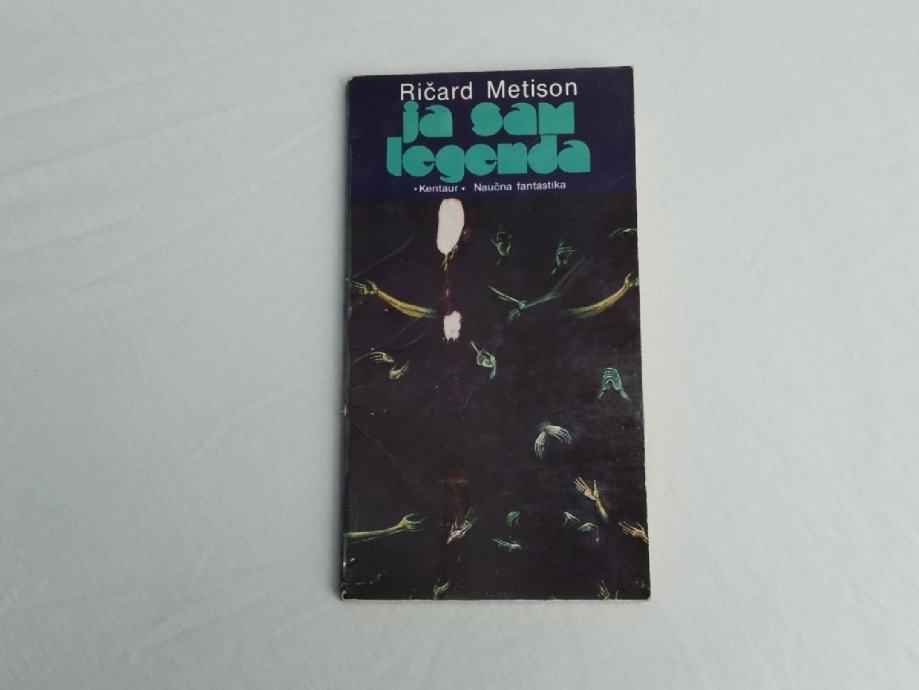 Ričard Metison
ja sam
legenda
• Kentaur • Naučna fantastika